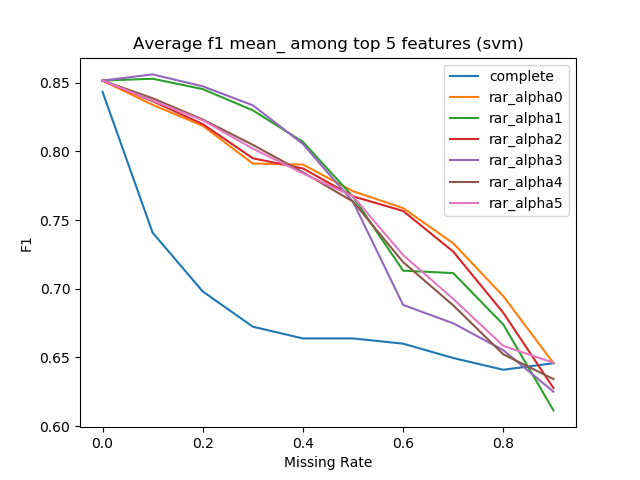 Average f1 mean_ among top 5 features (svm)
complete
rar_alpha0
rar_alpha1
rar_alpha2
rar_alpha3
rar_alpha4
rar_alpha5
0.85
0.80
0.75
0.70
0.65
0.60
F1
0.0 0.2 0.4 0.6 0.8
Missing Rate